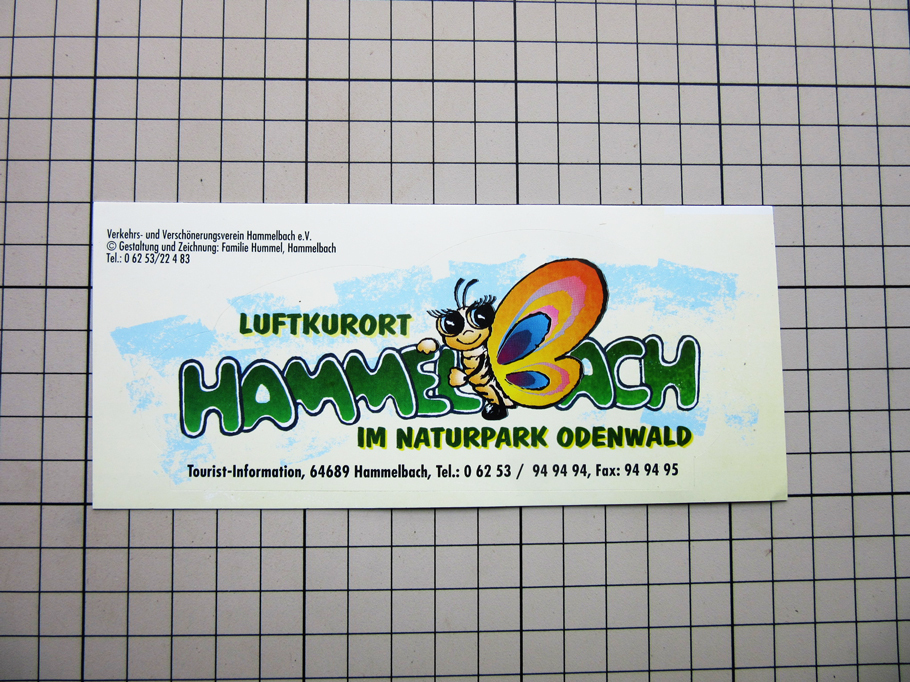 Verkehrs- und Verschönerungsverein Hammelbach e.V.
© Gestaltung und Zeichnung: Familie Hummel, Hammelbach
Tel.: 0 62 53/22 4 83
LUFTKURORT
HAMMELBACH
IM NATURPARK ODENWALD
Tourist-Information, 64689 Hammelbach, Tel.: 0 62 53 / 94 94 94, Fax: 94 94 95